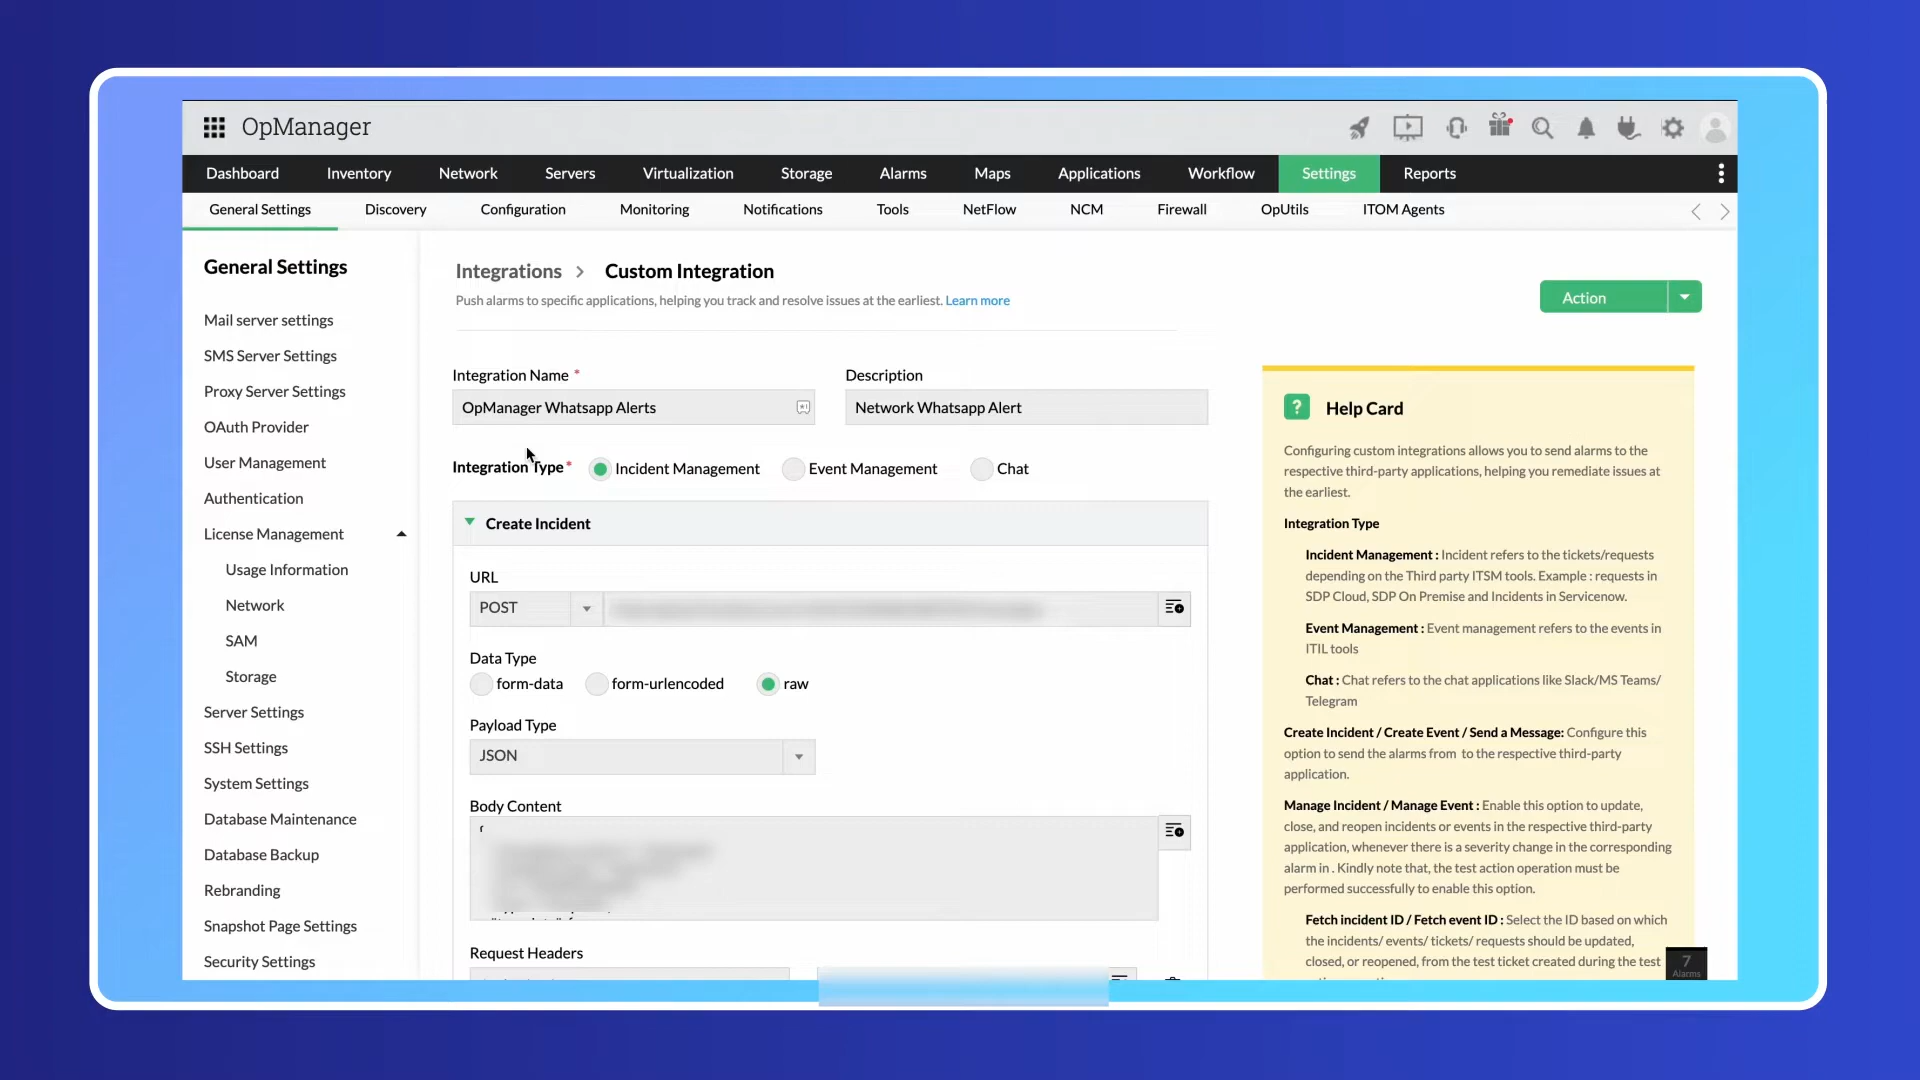 OpManager
Dashboard Inventory Network Servers Virtualization Storage Alarms Maps Applications Workflow Settings Reports
General Settings Discovery Configuration Monitoring Notifications Tools NetFlow NCM Firewall OpUtils ITOM Agents
General Settings
Mail server settings
SMS Server Settings
Proxy Server Settings
OAuth Provider
User Management
Authentication
License Management
Usage Information
Network
SAM
Storage
Server Settings
SSH Settings
System Settings
Database Maintenance
Database Backup
Rebranding
Snapshot Page Settings
Security Settings
Integrations > Custom Integration
Push alarms to specific applications, helping you track and resolve issues at the earliest. Learn more
Action
Integration Name * Description
OpManager Whatsapp Alerts Network Whatsapp Alert
Integration Type * Incident Management Event Management Chat
Create Incident
URL
POST
Data Type
form-data form-urlencoded raw
Payload Type
JSON
Body Content
Request Headers
? Help Card
Configuring custom integrations allows you to send alarms to the
respective third-party applications, helping you remediate issues at
the earliest.
Integration Type
Incident Management : Incident refers to the tickets/requests
depending on the Third party ITSM tools. Example : requests in
SDP Cloud, SDP On Premise and Incidents in Servicenow.
Event Management : Event management refers to the events in
ITIL tools
Chat : Chat refers to the chat applications like Slack/MS Teams/
Telegram
Create Incident / Create Event / Send a Message: Configure this
option to send the alarms from to the respective third-party
application.
Manage Incident / Manage Event : Enable this option to update,
close, and reopen incidents or events in the respective third-party
application, whenever there is a severity change in the corresponding
alarm in . Kindly note that, the test action operation must be
performed successfully to enable this option.
Fetch incident ID / Fetch event ID : Select the ID based on which
the incidents/ events/ tickets/ requests should be updated,
closed, or reopened, from the test ticket created during the test
7
Alarms